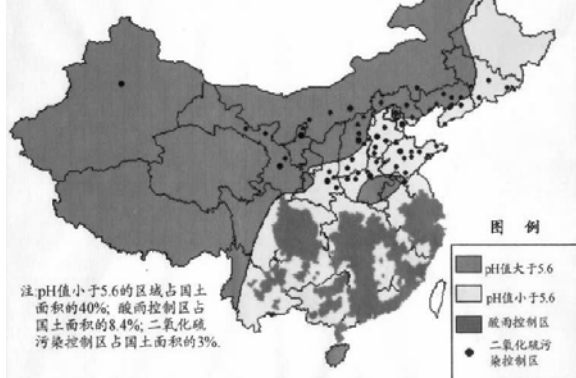 注:pH值小于5.6的区域占国土
面积的40%; 酸雨控制区占
国土面积的8.4%; 二氧化硫
污染控制区占国土面积的3%.
图 例
pH值大于5.6
pH值小于5.6
酸雨控制区
二氧化硫污
染控制区